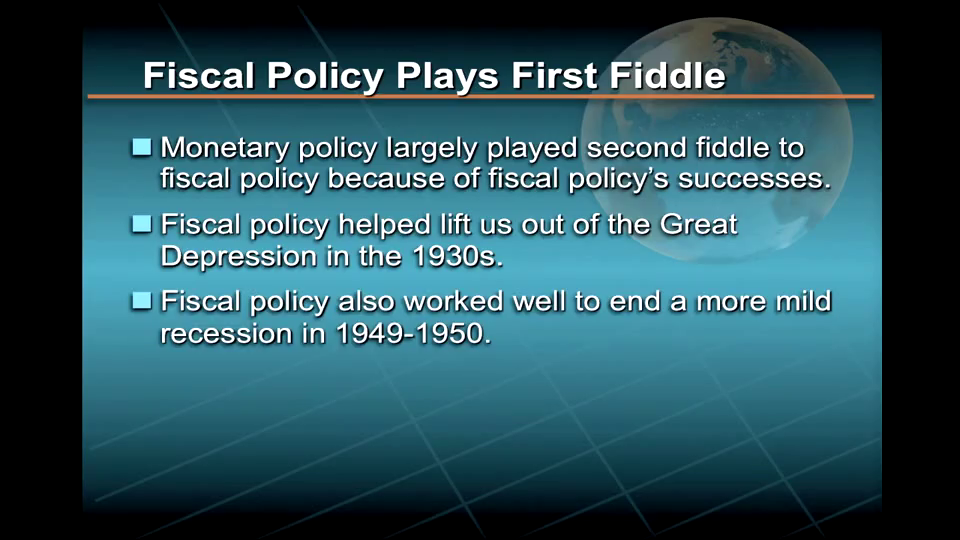 Fiscal Policy Plays First Fiddle
Monetary policy largely played second fiddle to
fiscal policy because of fiscal policy’s successes.
Fiscal policy helped lift us out of the Great
Depression in the 1930s.
Fiscal policy also worked well to end a more mild
recession in 1949-1950.